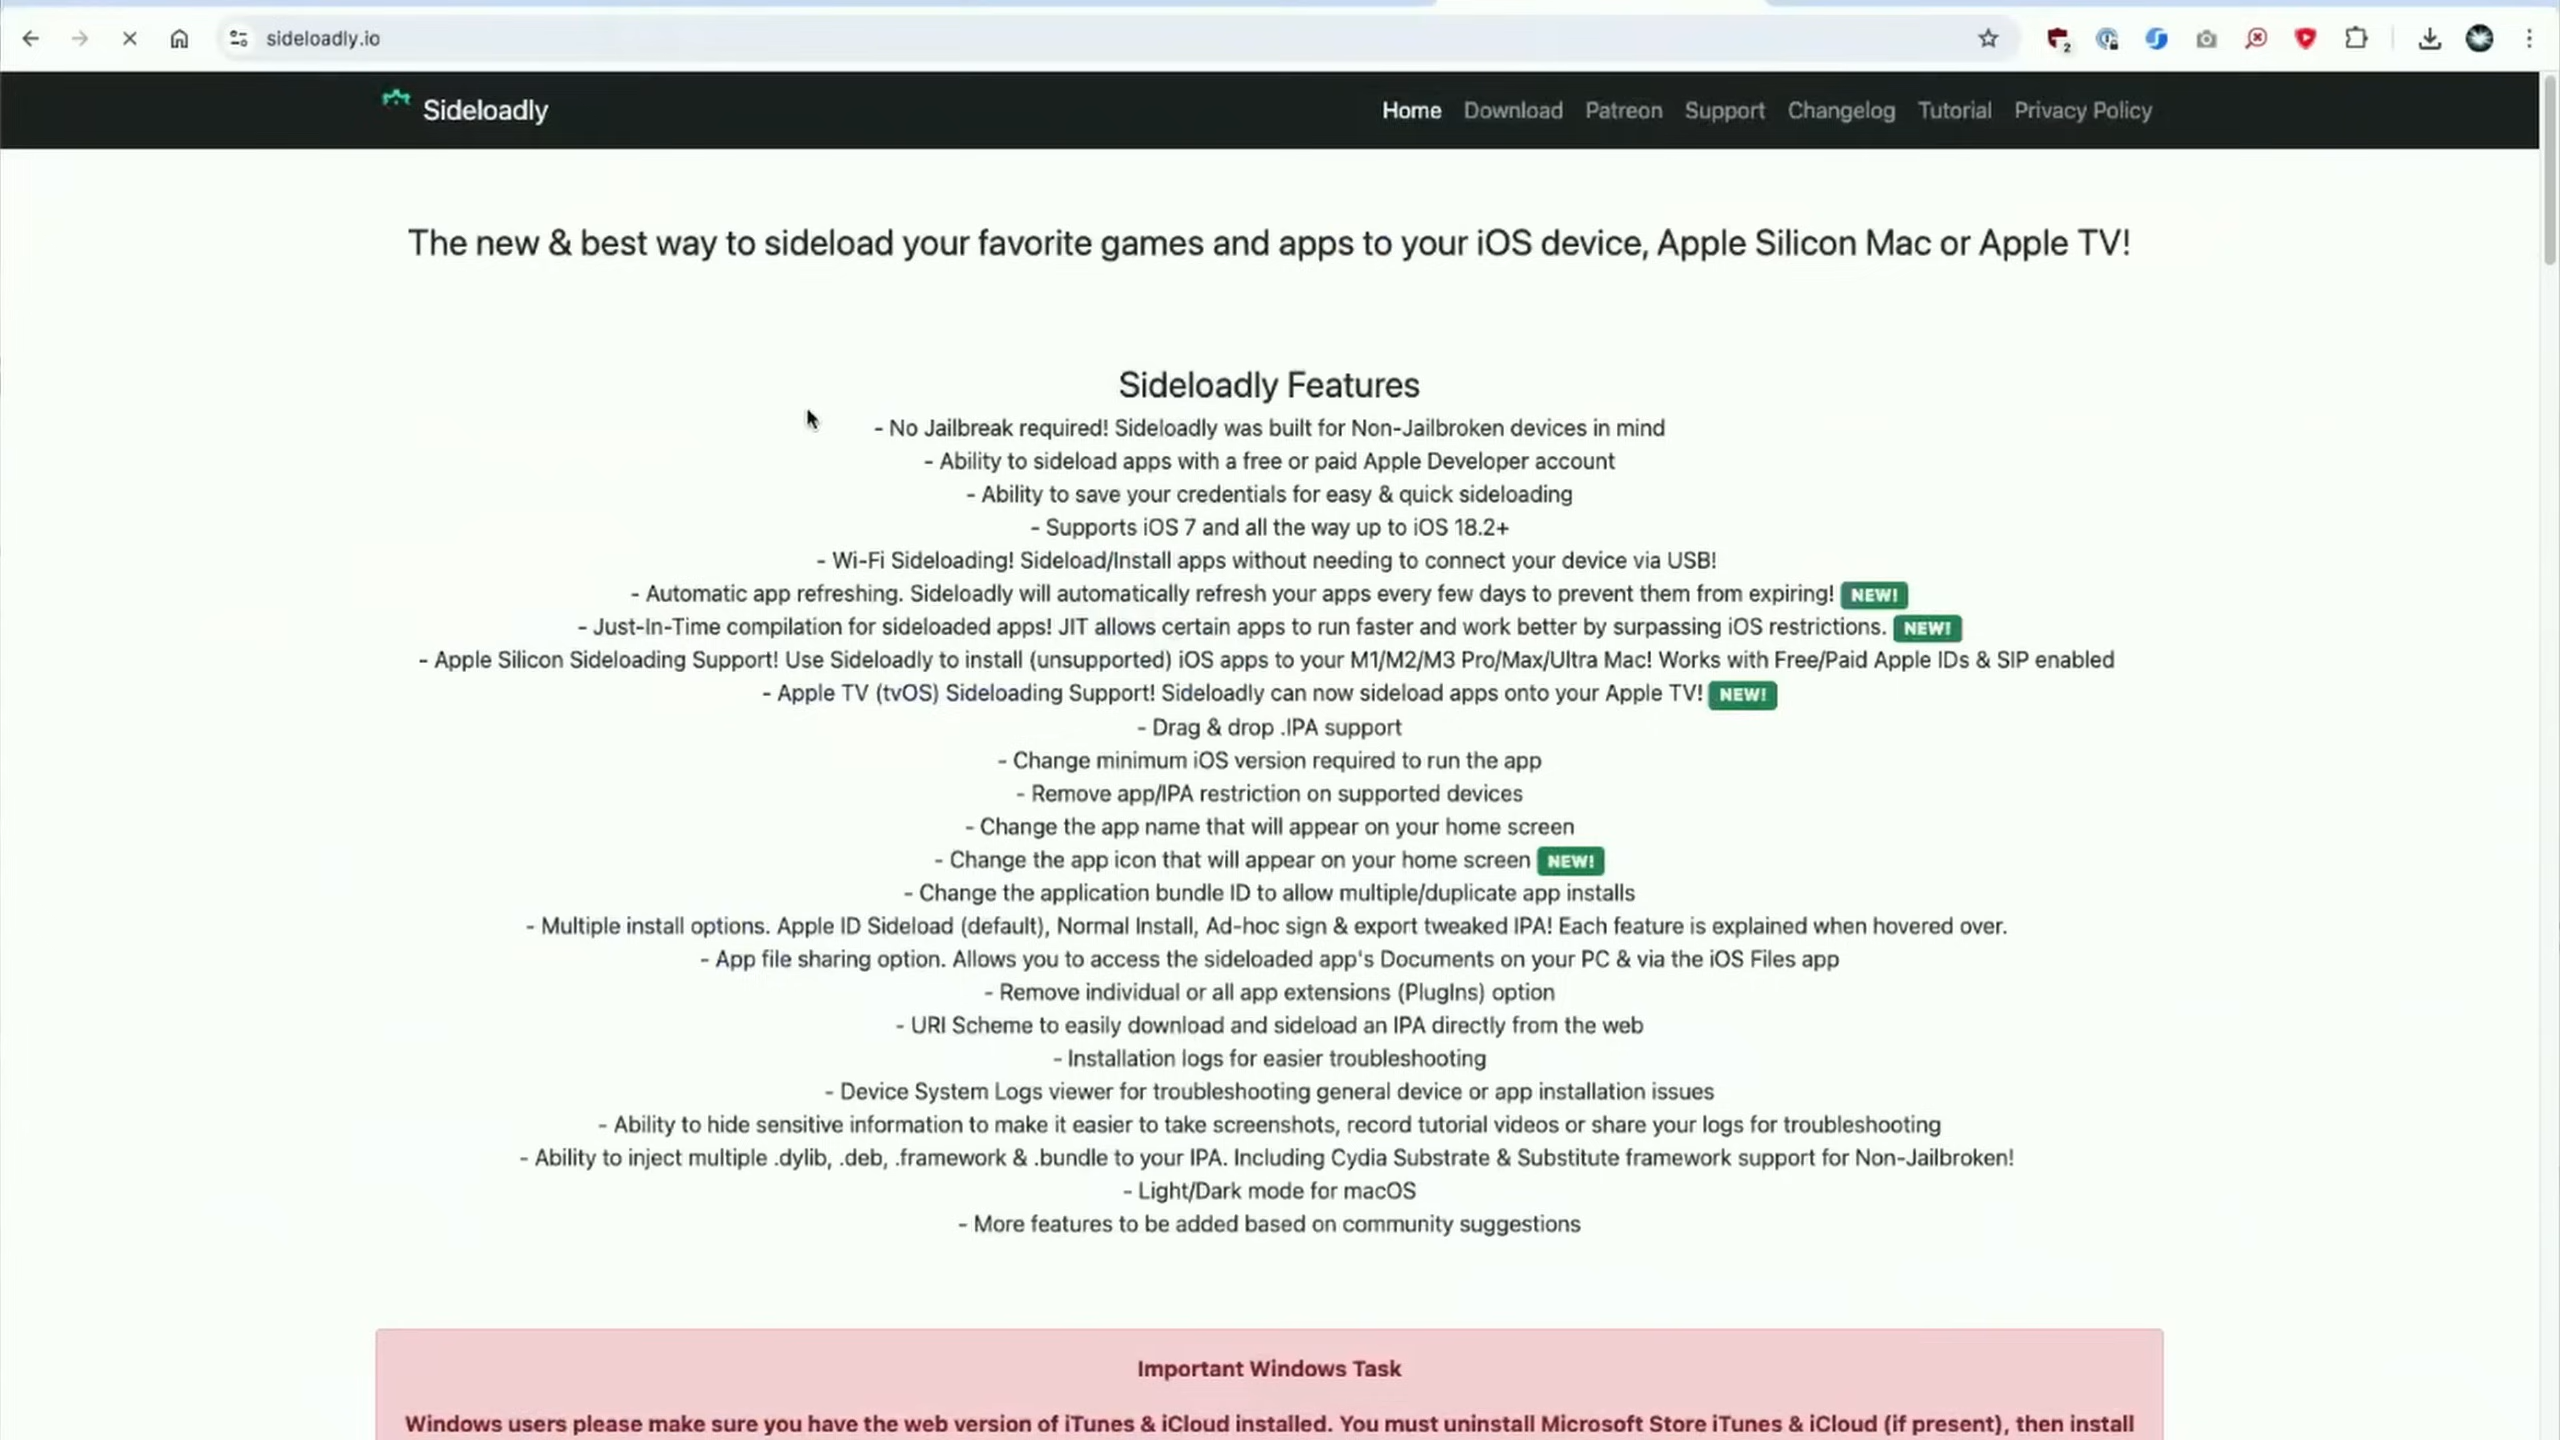 sideloadly.io
2
Sideloadly
Home Download Patreon Support Changelog Tutorial Privacy Policy
The new & best way to sideload your favorite games and apps to your iOS device, Apple Silicon Mac or Apple TV!
Sideloadly Features
- No Jailbreak required! Sideloadly was built for Non-Jailbroken devices in mind
- Ability to sideload apps with a free or paid Apple Developer account
- Ability to save your credentials for easy & quick sideloading
- Supports iOS 7 and all the way up to iOS 18.2+
- Wi-Fi Sideloading! Sideload/Install apps without needing to connect your device via USB!
- Automatic app refreshing. Sideloadly will automatically refresh your apps every few days to prevent them from expiring! NEW!
- Just-In-Time compilation for sideloaded apps! JIT allows certain apps to run faster and work better by surpassing iOS restrictions. NEW!
- Apple Silicon Sideloading Support! Use Sideloadly to install (unsupported) iOS apps to your M1/M2/M3 Pro/Max/Ultra Mac! Works with Free/Paid Apple IDs & SIP enabled
- Apple TV (tvOS) Sideloading Support! Sideloadly can now sideload apps onto your Apple TV! NEW!
- Drag & drop .IPA support
- Change minimum iOS version required to run the app
- Remove app/IPA restriction on supported devices
- Change the app name that will appear on your home screen
- Change the app icon that will appear on your home screen NEW!
- Change the application bundle ID to allow multiple/duplicate app installs
- Multiple install options. Apple ID Sideload (default), Normal Install, Ad-hoc sign & export tweaked IPA! Each feature is explained when hovered over.
- App file sharing option. Allows you to access the sideloaded app's Documents on your PC & via the iOS Files app
- Remove individual or all app extensions (PlugIns) option
- URI Scheme to easily download and sideload an IPA directly from the web
- Installation logs for easier troubleshooting
- Device System Logs viewer for troubleshooting general device or app installation issues
- Ability to hide sensitive information to make it easier to take screenshots, record tutorial videos or share your logs for troubleshooting
- Ability to inject multiple .dylib, .deb, .framework & .bundle to your IPA. Including Cydia Substrate & Substitute framework support for Non-Jailbroken!
- Light/Dark mode for macOS
- More features to be added based on community suggestions
Important Windows Task
Windows users please make sure you have the web version of iTunes & iCloud installed. You must uninstall Microsoft Store iTunes & iCloud (if present), then install